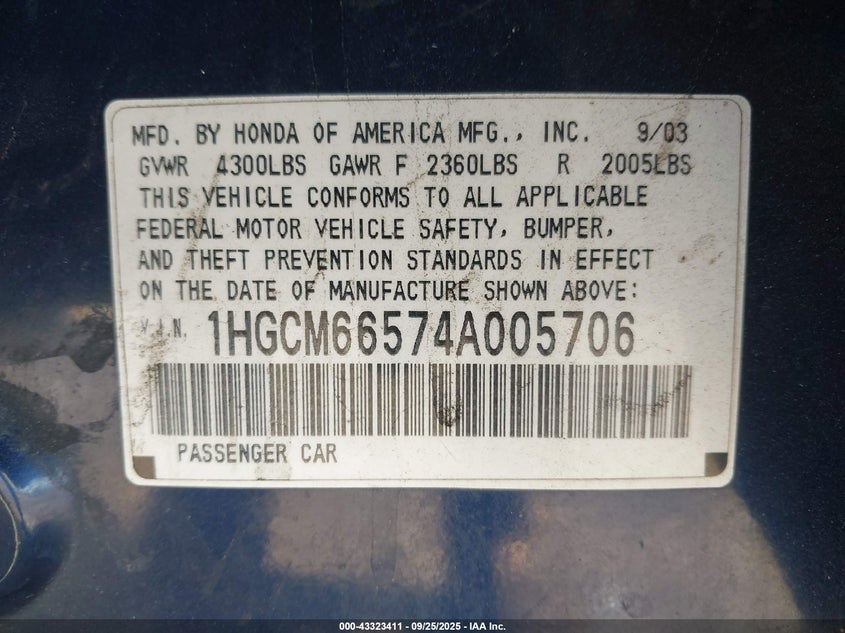 MFD. BY HONDA OF AMERICA MFG., INC. 9/03
GVWR 4300LBS GAWR F 2360LBS R 2005LBS
THIS VEHICLE CONFORMS TO ALL APPLICABLE
FEDERAL MOTOR VEHICLE SAFETY, BUMPER,
AND THEFT PREVENTION STANDARDS IN EFFECT
ON THE DATE OF MANUFACTURE SHOWN ABOVE:
V.I.N. 1HGCM66574A005706
PASSENGER CAR
000-43323411 - 09/25/2025 - IAA Inc.